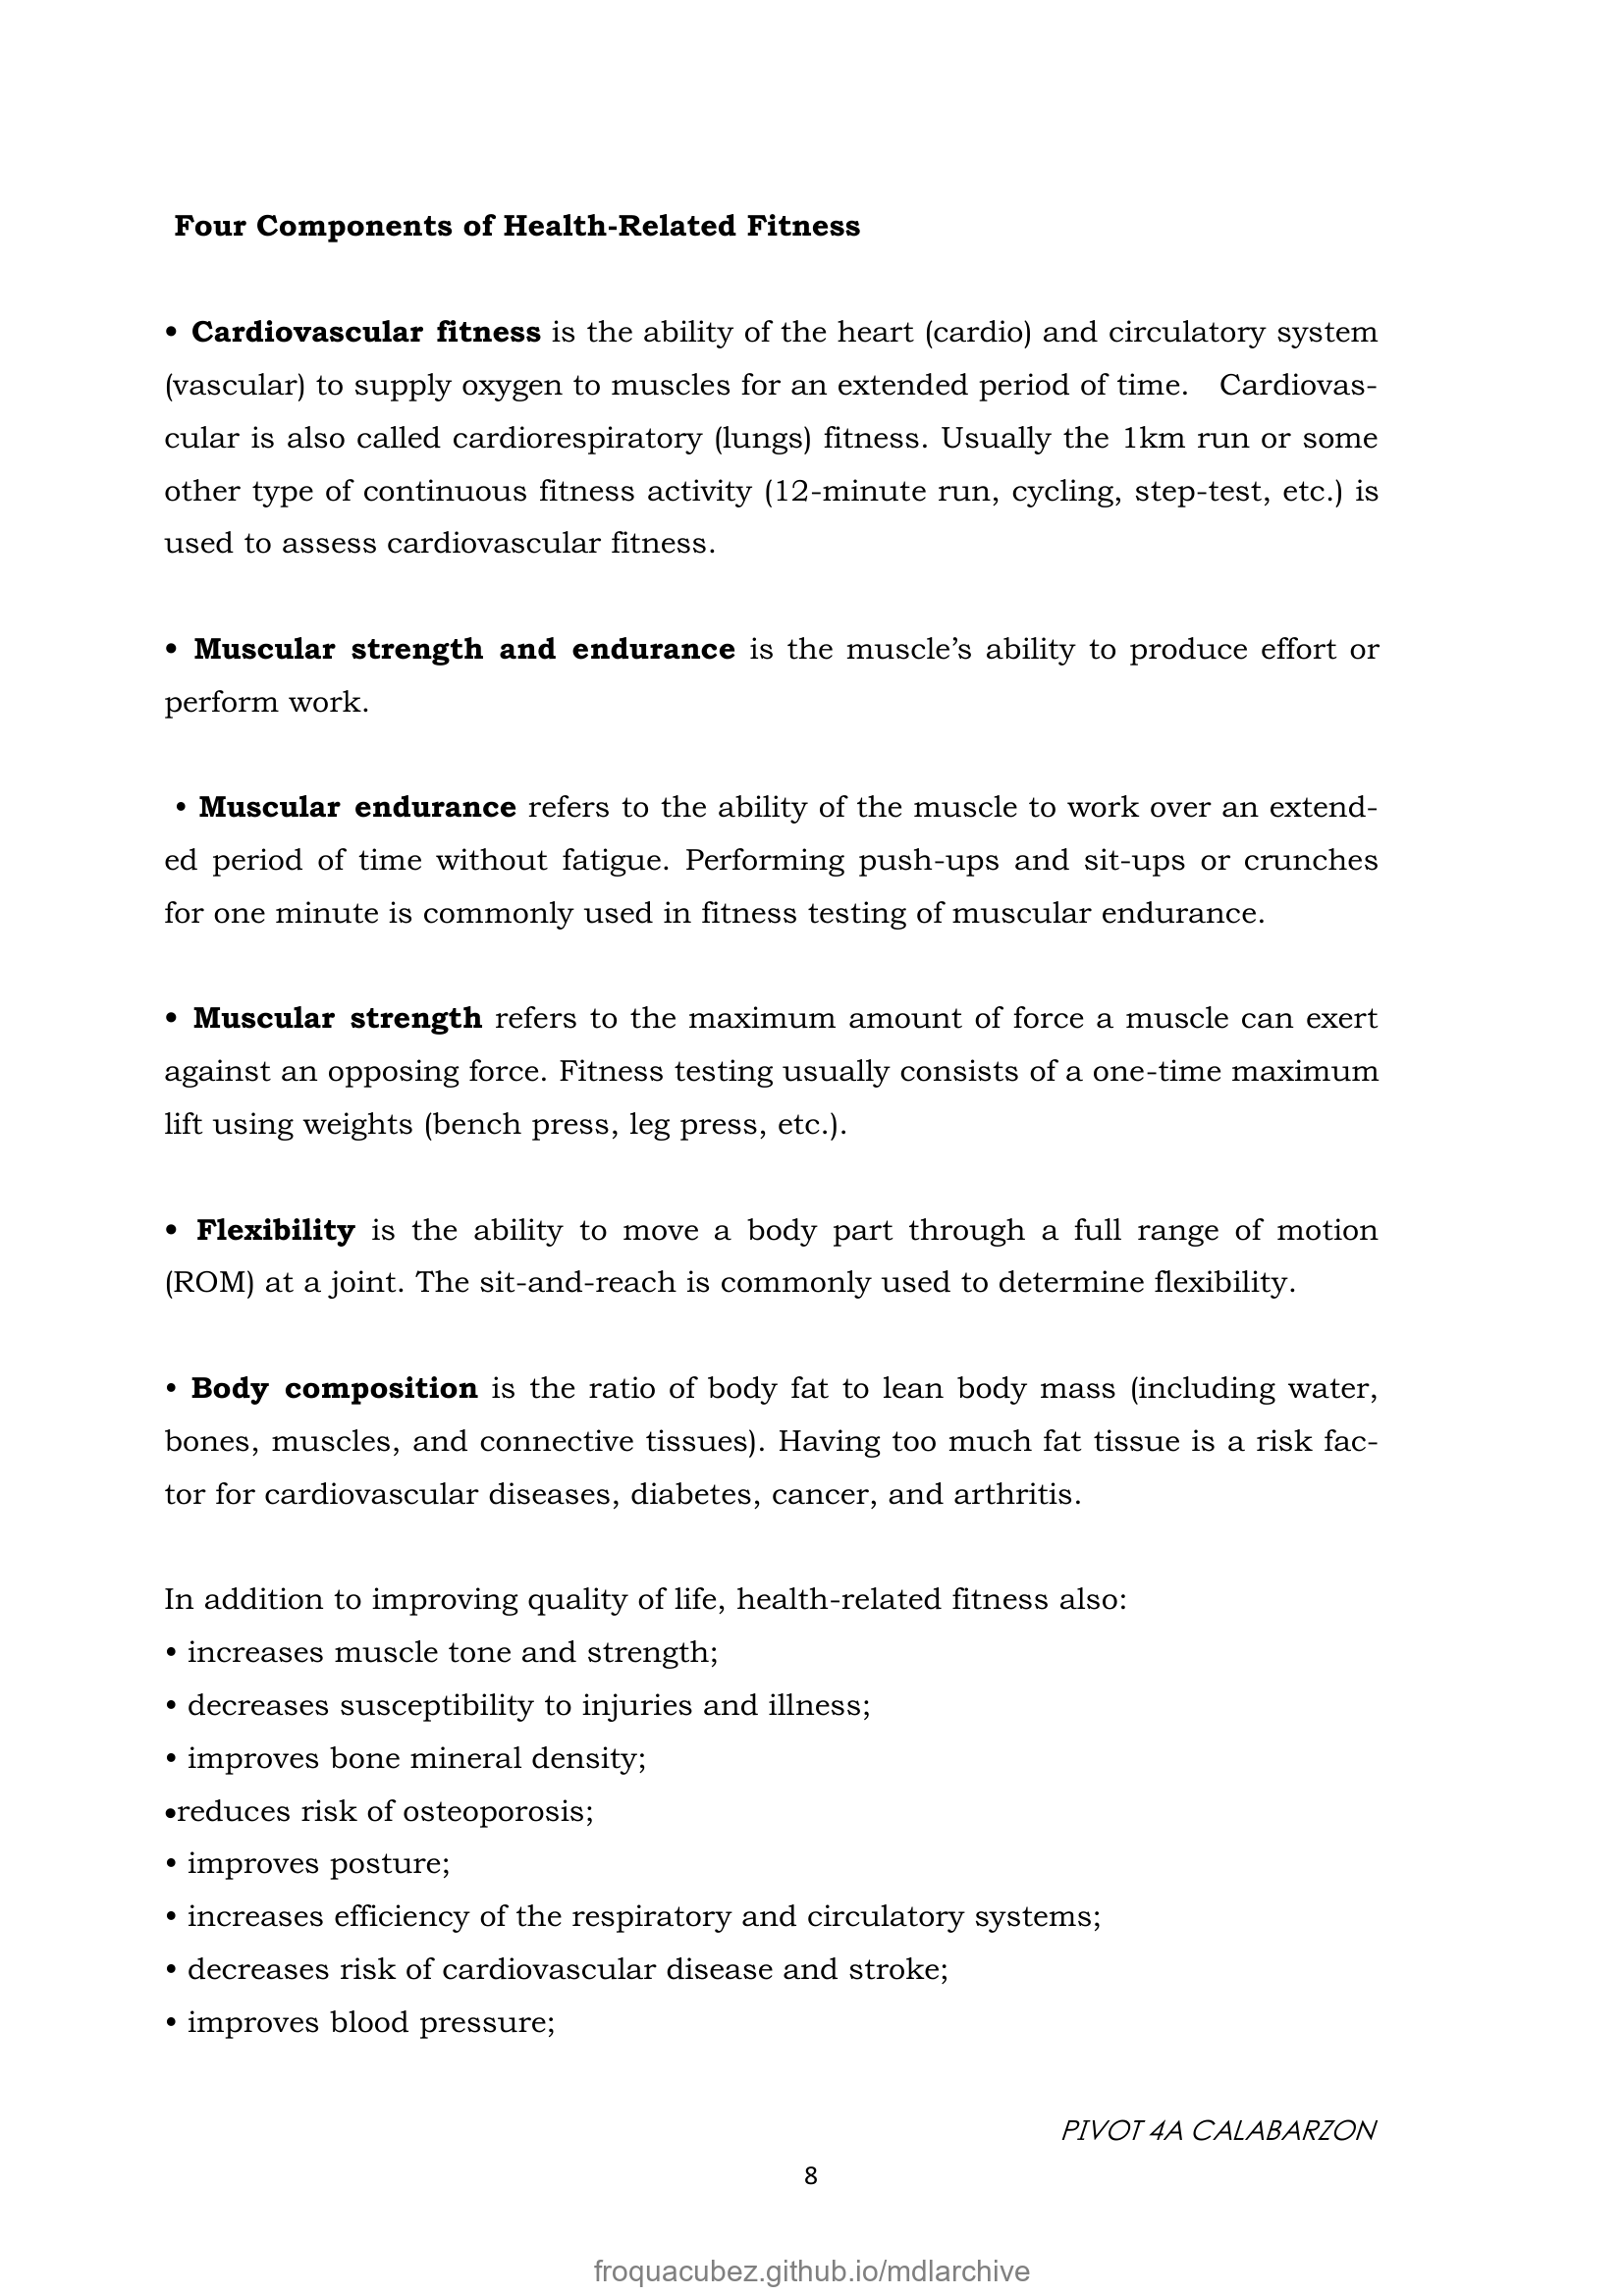 Four Components of Health-Related Fitness
• Cardiovascular fitness is the ability of the heart (cardio) and circulatory system
(vascular) to supply oxygen to muscles for an extended period of time.   Cardiovas-
cular is also called cardiorespiratory (lungs) fitness. Usually the 1km run or some
other type of continuous fitness activity (12-minute run, cycling, step-test, etc.) is
used to assess cardiovascular fitness.
• Muscular strength and endurance is the muscle’s ability to produce effort or
perform work.
• Muscular endurance refers to the ability of the muscle to work over an extend-
ed period of time without fatigue. Performing push-ups and sit-ups or crunches
for one minute is commonly used in fitness testing of muscular endurance.
• Muscular strength refers to the maximum amount of force a muscle can exert
against an opposing force. Fitness testing usually consists of a one-time maximum
lift using weights (bench press, leg press, etc.).
• Flexibility is the ability to move a body part through a full range of motion
(ROM) at a joint. The sit-and-reach is commonly used to determine flexibility.
• Body composition is the ratio of body fat to lean body mass (including water,
bones, muscles, and connective tissues). Having too much fat tissue is a risk fac-
tor for cardiovascular diseases, diabetes, cancer, and arthritis.
In addition to improving quality of life, health-related fitness also:
• increases muscle tone and strength;
• decreases susceptibility to injuries and illness;
• improves bone mineral density;
•reduces risk of osteoporosis;
• improves posture;
• increases efficiency of the respiratory and circulatory systems;
• decreases risk of cardiovascular disease and stroke;
• improves blood pressure;
PIVOT 4A CALABARZON
8
froquacubez.github.io/mdlarchive